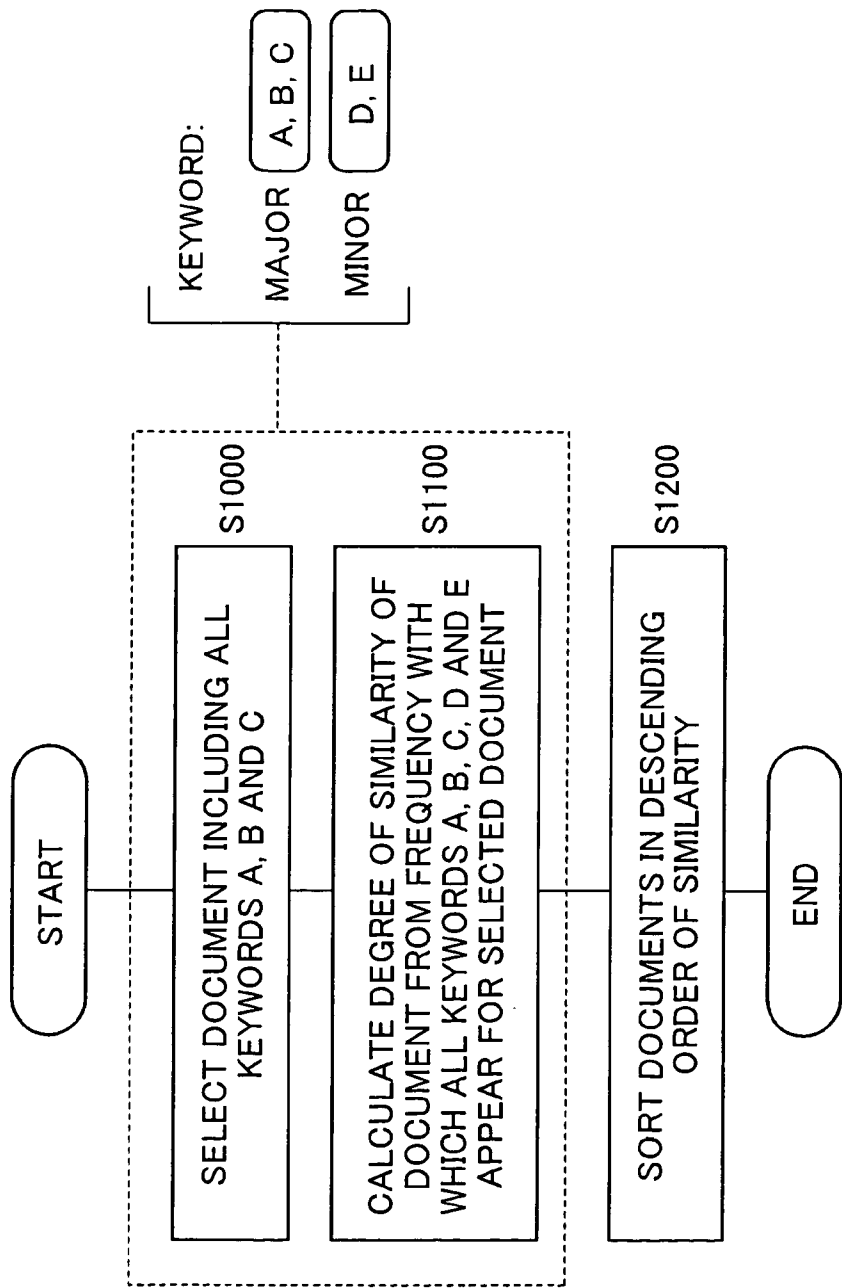 START
SELECT DOCUMENT INCLUDING ALL
KEYWORDS A, B AND C
S1000
CALCULATE DEGREE OF SIMILARITY OF
DOCUMENT FROM FREQUENCY WITH
WHICH ALL KEYWORDS A, B, C, D AND E
APPEAR FOR SELECTED DOCUMENT
S1100
SORT DOCUMENTS IN DESCENDING
ORDER OF SIMILARITY
S1200
END
KEYWORD:
MAJOR A, B, C
MINOR D, E